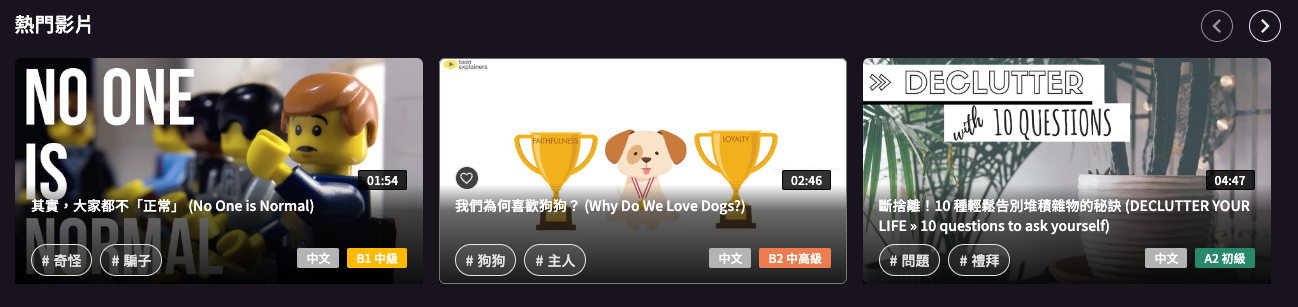 熱門影片
NO ONE
IS
NORMAL
01:54
其實，大家都不「正常」 (No One is Normal)
# 奇怪
# 騙子
中文
B1 中級
toon
explainers
FAITHFULNESS
LOYALTY
02:46
我們為何喜歡狗狗？ (Why Do We Love Dogs?)
# 狗狗
# 主人
中文
B2 中高級
DECLUTTER
with 10 QUESTIONS
04:47
斷捨離！10 種輕鬆告別堆積雜物的秘訣 (DECLUTTER YOUR
LIFE » 10 questions to ask yourself)
# 問題
# 禮拜
中文
A2 初級